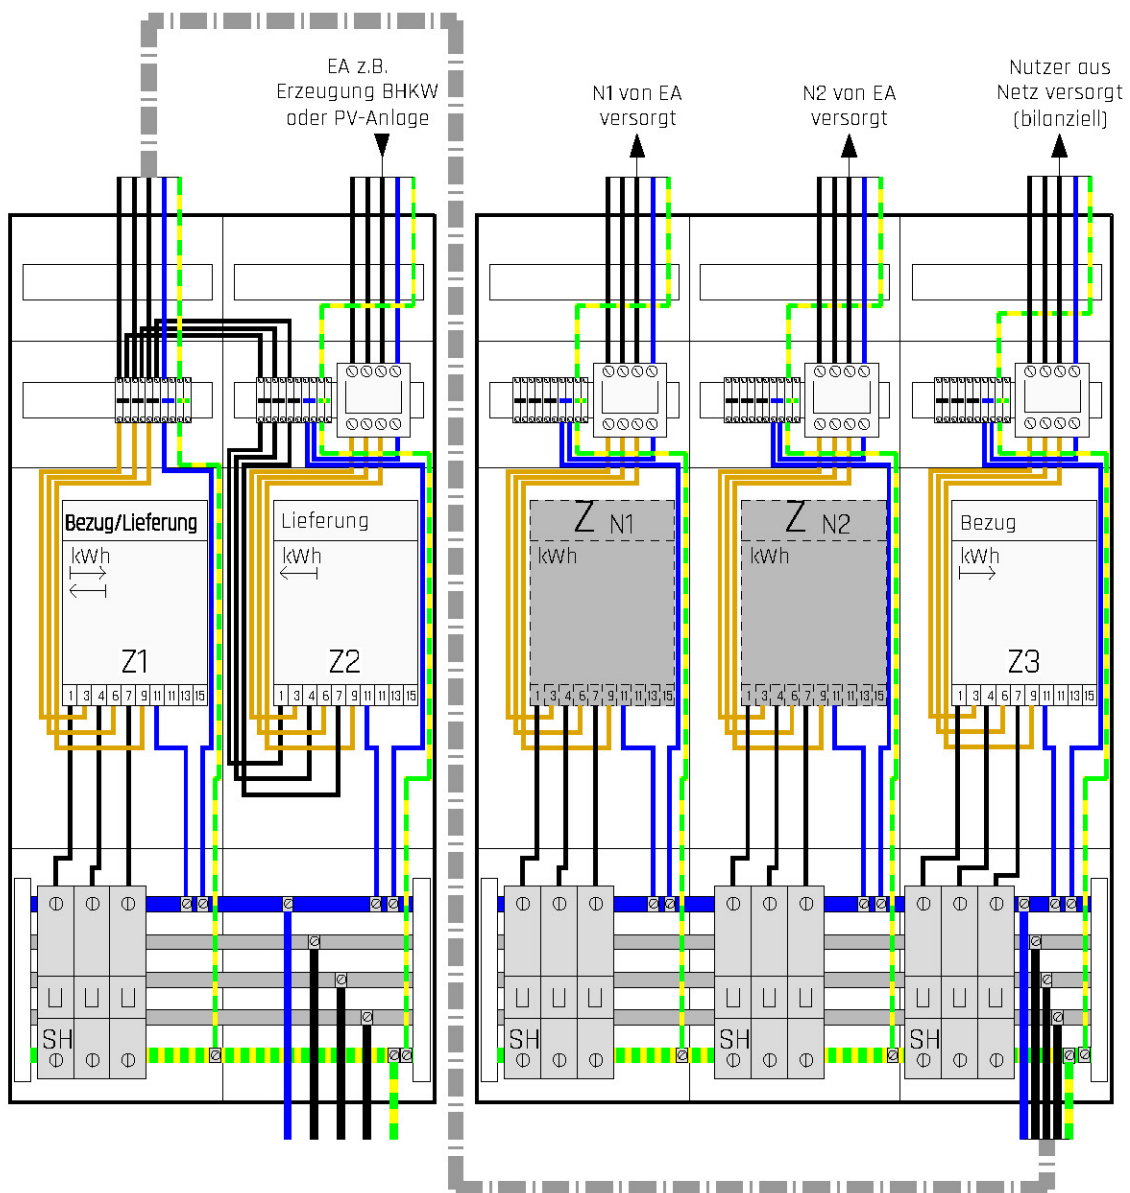 EA z.B.
Erzeugung BHKW
oder PV-Anlage
N1 von EA
versorgt
N2 von EA
versorgt
Nutzer aus
Netz versorgt
(bilanziell)
Bezug/Lieferung
kWh
Z1
1 3 4 6 7 9 11 11 13 15
Lieferung
kWh
Z2
1 3 4 6 7 9 11 11 13 15
Z N1
kWh
1 3 4 6 7 9 11 11 13 15
Z N2
kWh
1 3 4 6 7 9 11 11 13 15
Bezug
kWh
Z3
1 3 4 6 7 9 11 11 13 15
SH
SH
SH
SH